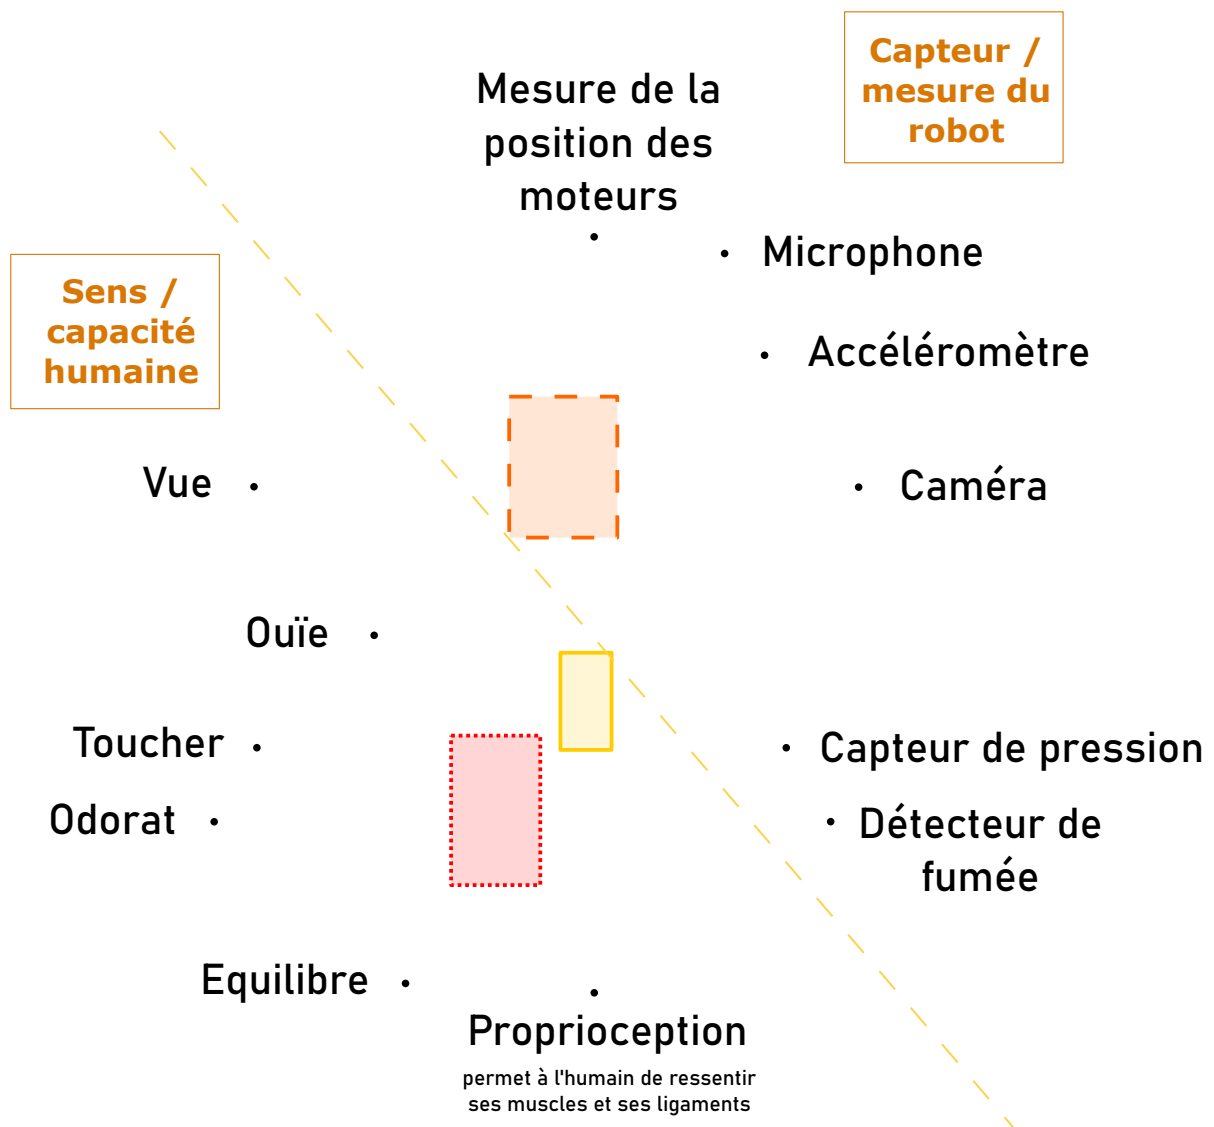 Capteur /
mesure du
robot
Mesure de la
position des
moteurs
Microphone
Sens /
capacité
humaine
Accéléromètre
Vue
Caméra
Ouïe
Toucher
Capteur de pression
Odorat
Détecteur de
fumée
Equilibre
Proprioception
permet à l'humain de ressentir
ses muscles et ses ligaments